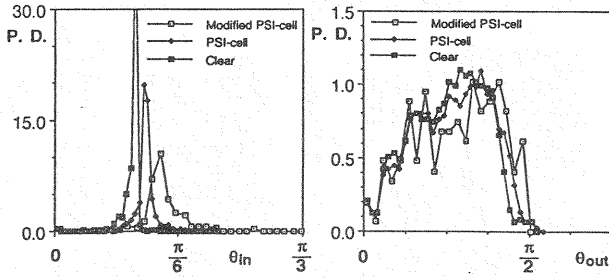 P. D.
30.0
15.0
0.0
Modified PSI-cell
PSI-cell
Clear
0
π/6
θin
π/3
P. D.
1.5
1.0
0.5
0.0
Modified PSI-cell
PSI-cell
Clear
0
π/2
θout